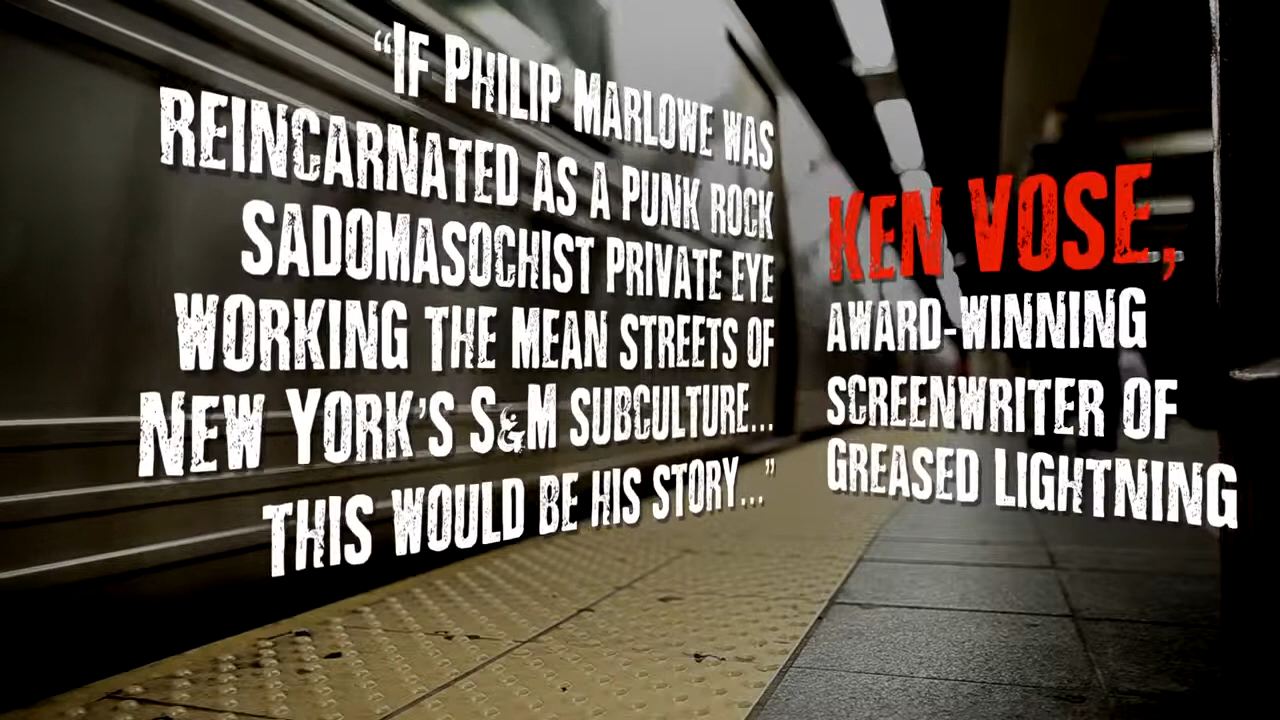 “If Philip Marlowe was
reincarnated as a punk rock
sadomasochist private eye
working the mean streets of
New York’s S&M subculture...
this would be his story...”
Ken Vose,
award-winning
screenwriter of
Greased Lightning